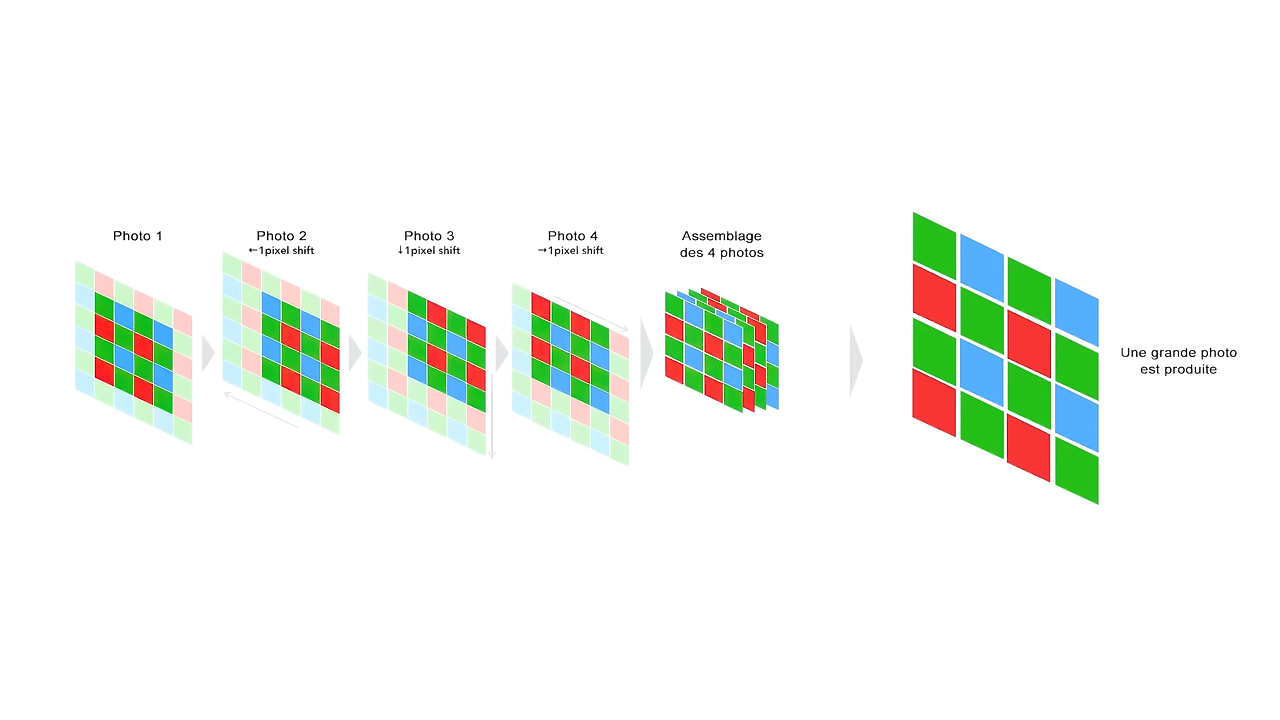 Photo 1
Photo 2
←1pixel shift
Photo 3
↓1pixel shift
Photo 4
→1pixel shift
Assemblage
des 4 photos
Une grande photo
est produite